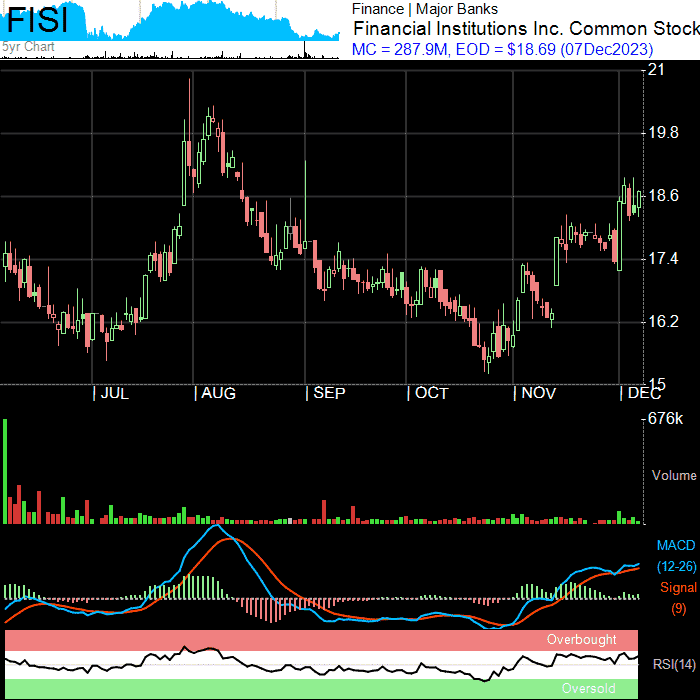 FISI
5yr Chart
Finance | Major Banks
Financial Institutions Inc. Common Stock
MC = 287.9M, EOD = $18.69 (07Dec2023)
21
19.8
18.6
17.4
16.2
15
| JUL | AUG | SEP | OCT | NOV | DEC
676k
Volume
MACD
(12-26)
Signal
(9)
Overbought
RSI(14)
Oversold